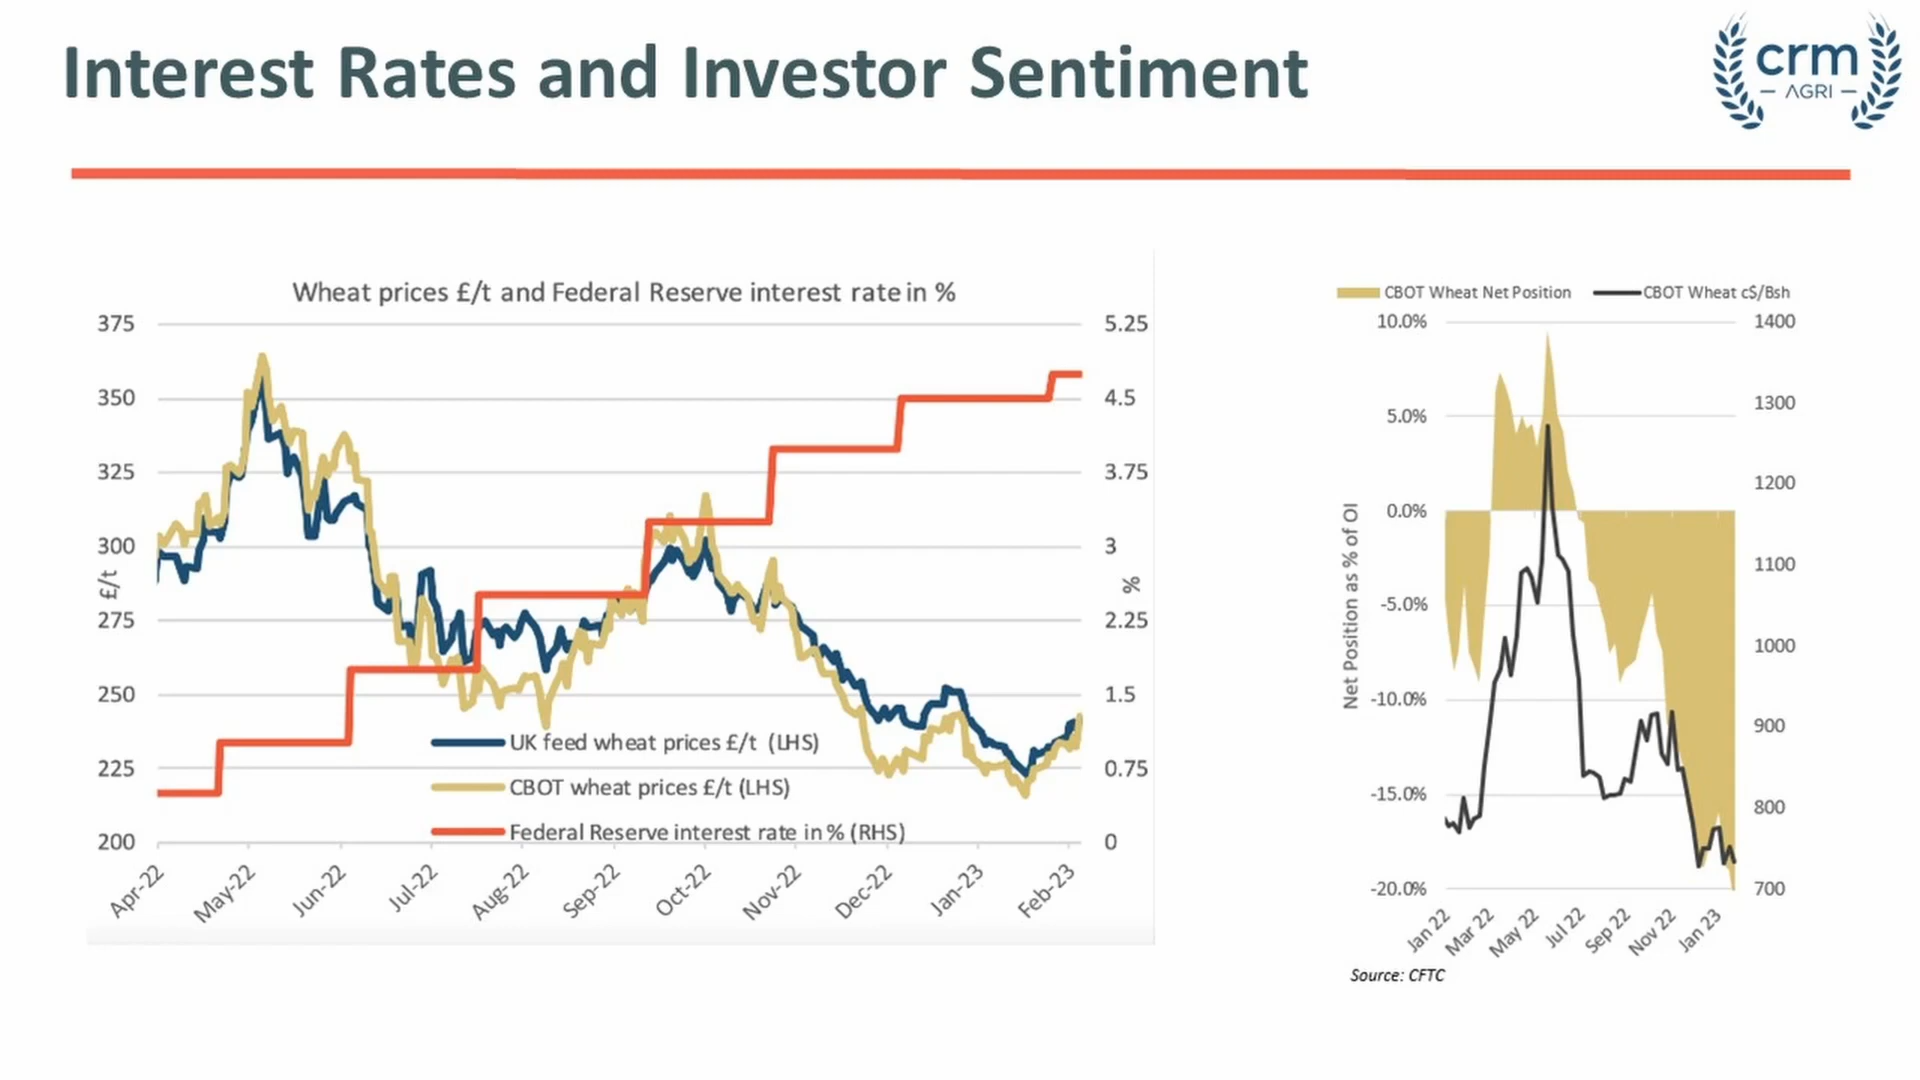 Interest Rates and Investor Sentiment
crm
AGRI
Wheat prices £/t and Federal Reserve interest rate in %
375
350
325
300
275
250
225
200
£/t
5.25
4.5
3.75
3
2.25
1.5
0.75
0
%
UK feed wheat prices £/t (LHS)
CBOT wheat prices £/t (LHS)
Federal Reserve interest rate in % (RHS)
Apr-22
May-22
Jun-22
Jul-22
Aug-22
Sep-22
Oct-22
Nov-22
Dec-22
Jan-23
Feb-23
CBOT Wheat Net Position
CBOT Wheat c$/Bsh
10.0%
5.0%
0.0%
-5.0%
-10.0%
-15.0%
-20.0%
Net Position as % of OI
1400
1300
1200
1100
1000
900
800
700
Jan 22
Mar 22
May 22
Jul 22
Sep 22
Nov 22
Jan 23
Source: CFTC